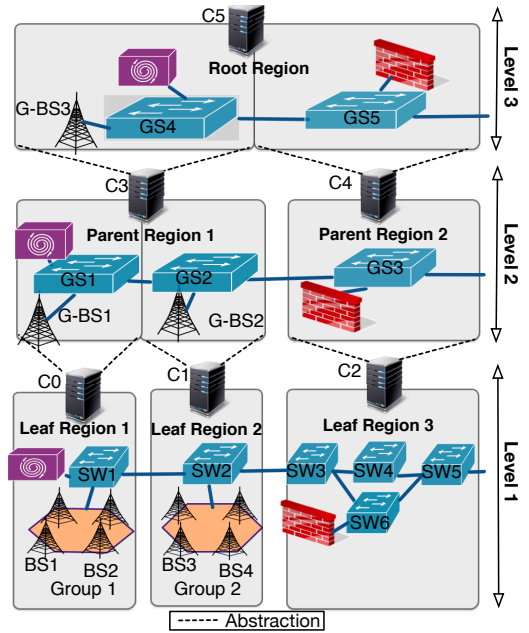 C5
Root Region
G-BS3
GS4
GS5
Level 3
C3
C4
Parent Region 1
Parent Region 2
GS1
GS2
GS3
G-BS1
G-BS2
Level 2
C0
C1
C2
Leaf Region 1
Leaf Region 2
Leaf Region 3
SW1
SW2
SW3
SW4
SW5
SW6
BS1
BS2
BS3
BS4
Group 1
Group 2
Level 1
Abstraction